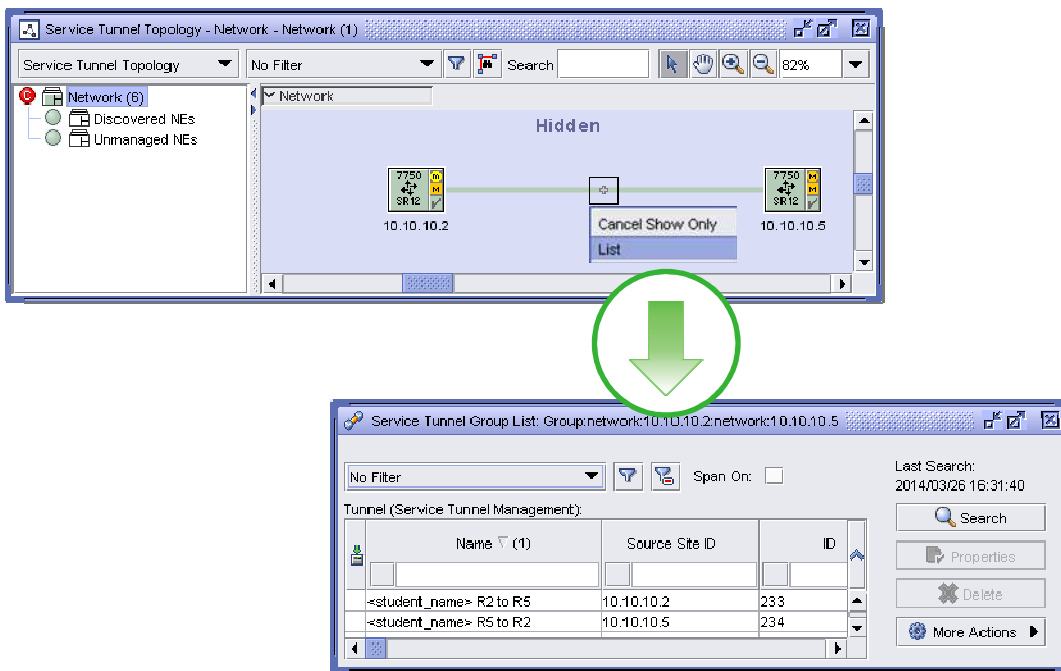 Service Tunnel Topology - Network - Network (1)
Service Tunnel Topology
No Filter
Search
82%
C
Network (6)
Discovered NEs
Unmanaged NEs
Network
Hidden
7750
m
M
SR12
10.10.10.2
7750
M
M
SR12
10.10.10.5
Cancel Show Only
List
Service Tunnel Group List: Group:network:10.10.10.2:network:10.10.10.5
No Filter
Span On:
Last Search:
2014/03/26 16:31:40
Tunnel (Service Tunnel Management):
Search
Properties
Delete
More Actions
Name (1)
Source Site ID
ID
<student_name> R2 to R5 10.10.10.2 233
<student_name> R5 to R2 10.10.10.5 234